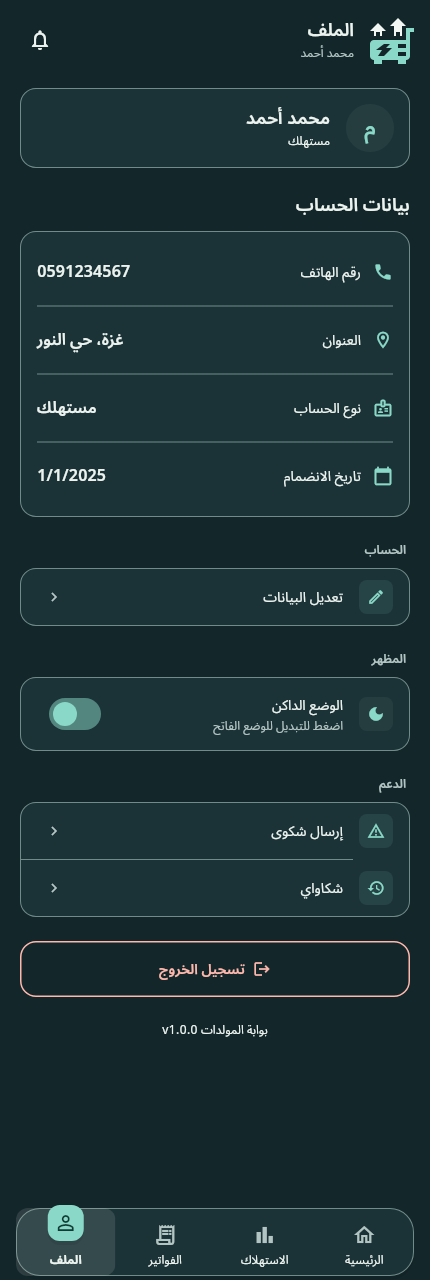 الملف
محمد أحمد
م
محمد أحمد
مستهلك
بيانات الحساب
رقم الهاتف 0591234567
العنوان غزة، حي النور
نوع الحساب مستهلك
تاريخ الانضمام 1/1/2025
الحساب
تعديل البيانات
المظهر
الوضع الداكن
اضغط للتبديل للوضع الفاتح
الدعم
إرسال شكوى
شكاواي
تسجيل الخروج
بوابة المولدات v1.0.0
الرئيسية الاستهلاك الفواتير الملف